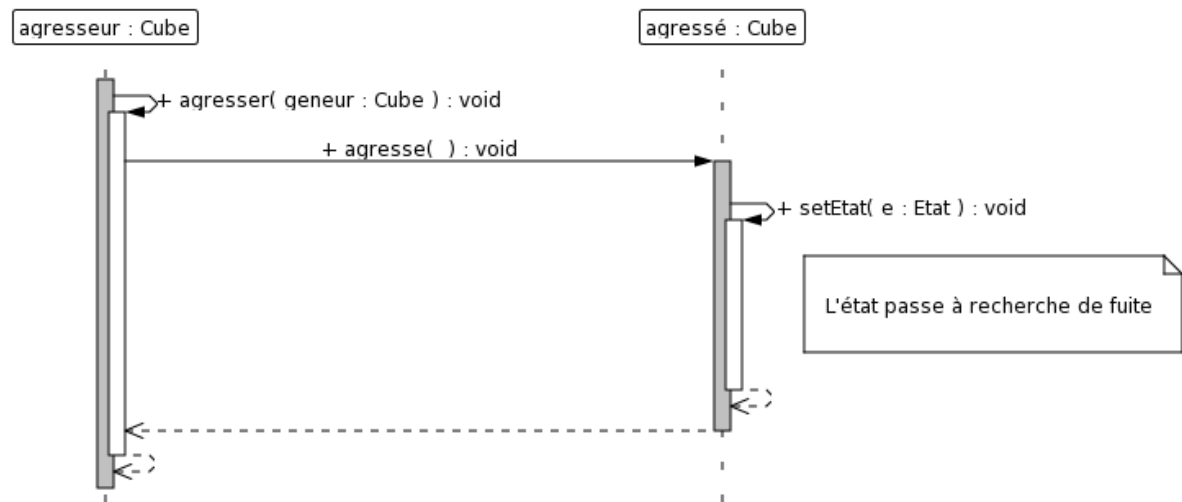 agresseur : Cube
agressé : Cube
+ agresser( geneur : Cube ) : void
+ agresse(  ) : void
+ setEtat( e : Etat ) : void
L'état passe à recherche de fuite